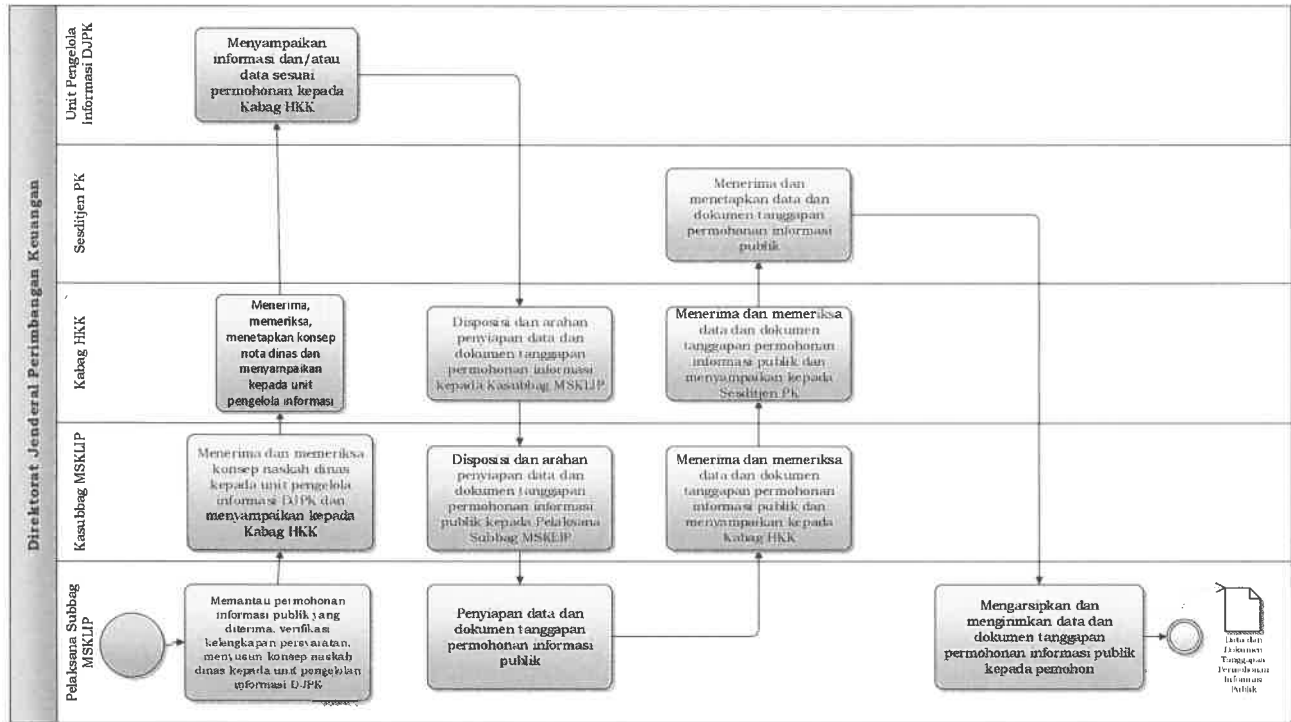 Direktorat Jenderal Perimbangan Keuangan
Unit Pengelola
Informasi DJPK
Menyampaikan
informasi dan/atau
data sesuai
permohonan kepada
Kabag HKK
Sesditjen PK
Menerima dan
menetapkan data dan
dokumen tanggapan
permohonan informasi
publik
Kabag HKK
Menerima,
memeriksa,
menetapkan konsep
nota dinas dan
menyampaikan
kepada unit
pengelola informasi
Disposisi dan arahan
penyiapan data dan
dokumen tanggapan
permohonan informasi
kepada Kasubbag MSKLIP
Menerima dan memeriksa
data dan dokumen
tanggapan permohonan
informasi publik dan
menyampaikan kepada
Sesditjen PK
Kasubbag MSKLIP
Menerima dan memeriksa
konsep naskah dinas
kepada unit pengelola
informasi DJPK dan
menyampaikan kepada
Kabag HKK
Disposisi dan arahan
penyiapan data dan
dokumen tanggapan
permohonan informasi
publik kepada Pelaksana
Subbag MSKLIP
Menerima dan memeriksa
data dan dokumen
tanggapan permohonan
informasi publik dan
menyampaikan kepada
Kabag HKK
Pelaksana Subbag
MSKLIP
Memantau permohonan
informasi publik yang
diterima, verifikasi
kelengkapan persyaratan,
menyusun konsep naskah
dinas kepada unit pengelolan
informasi DJPK
Penyiapan data dan
dokumen tanggapan
permohonan informasi
publik
Mengarsipkan dan
mengirimkan data dan
dokumen tanggapan
permohonan informasi publik
kepada pemohon
Data dan
Dokumen
Tanggapan
Permohonan
Informasi
Publik